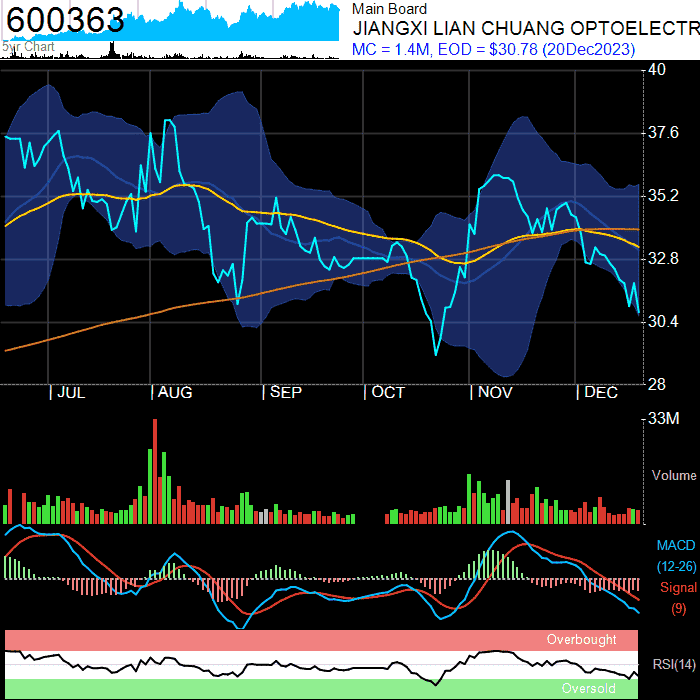 600363
5yr Chart
Main Board
JIANGXI LIAN CHUANG OPTOELECTR
MC = 1.4M, EOD = $30.78 (20Dec2023)
40
37.6
35.2
32.8
30.4
28
| JUL | AUG | SEP | OCT | NOV | DEC
33M
Volume
MACD
(12-26)
Signal
(9)
Overbought
RSI(14)
Oversold